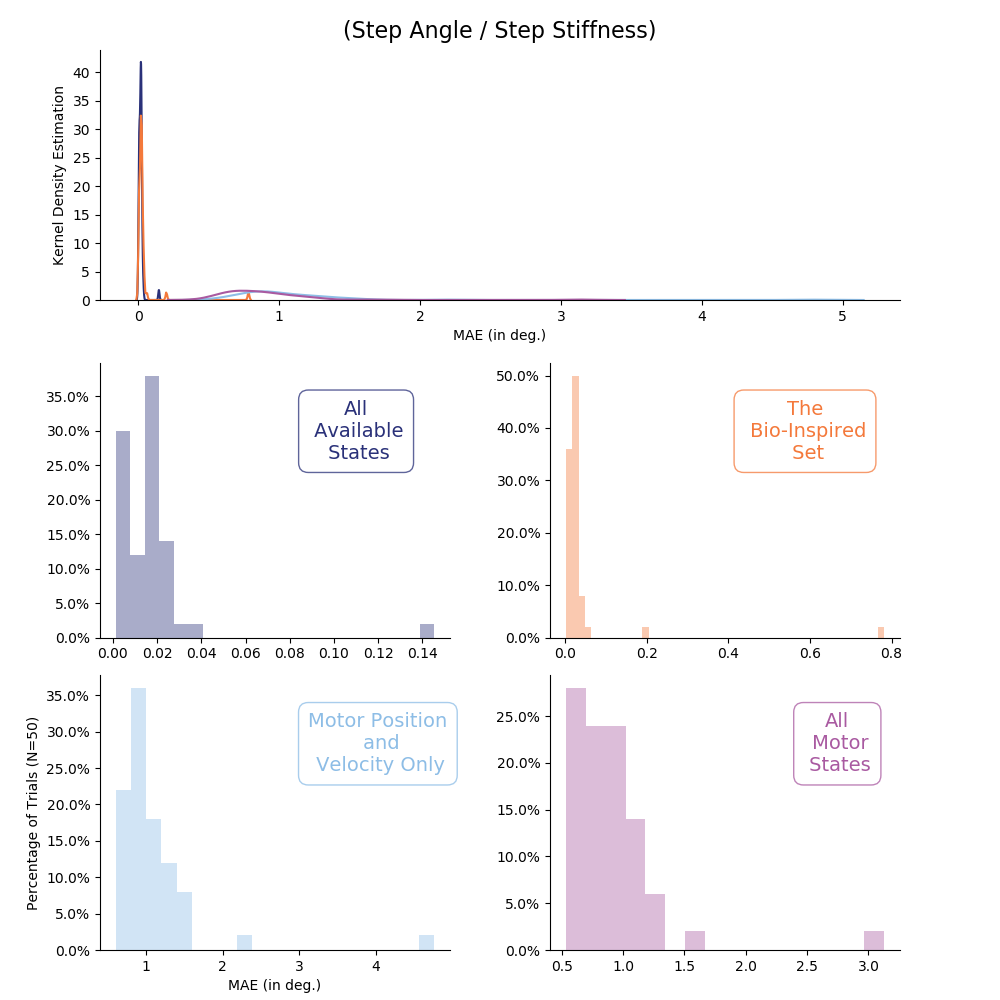 (Step Angle / Step Stiffness)
Kernel Density Estimation
40
35
30
25
20
15
10
5
0
0 1 2 3 4 5
MAE (in deg.)
35.0%
30.0%
25.0%
20.0%
15.0%
10.0%
5.0%
0.0%
All
Available
States
0.00 0.02 0.04 0.06 0.08 0.10 0.12 0.14
50.0%
40.0%
30.0%
20.0%
10.0%
0.0%
The
Bio-Inspired
Set
0.0 0.2 0.4 0.6 0.8
Percentage of Trials (N=50)
35.0%
30.0%
25.0%
20.0%
15.0%
10.0%
5.0%
0.0%
Motor Position
and
Velocity Only
1 2 3 4
MAE (in deg.)
25.0%
20.0%
15.0%
10.0%
5.0%
0.0%
All
Motor
States
0.5 1.0 1.5 2.0 2.5 3.0